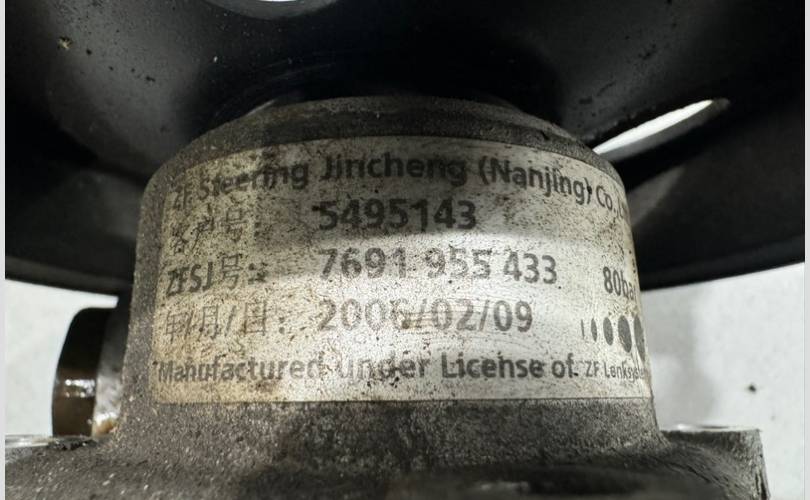 ZF Steering Jincheng (Nanjing) Co.,
客户号: 5495143
ZFSJ号: 7691 955 433 80bar
年/月/日: 2006/02/09
Manufactured under License of ZF Lenksysteme